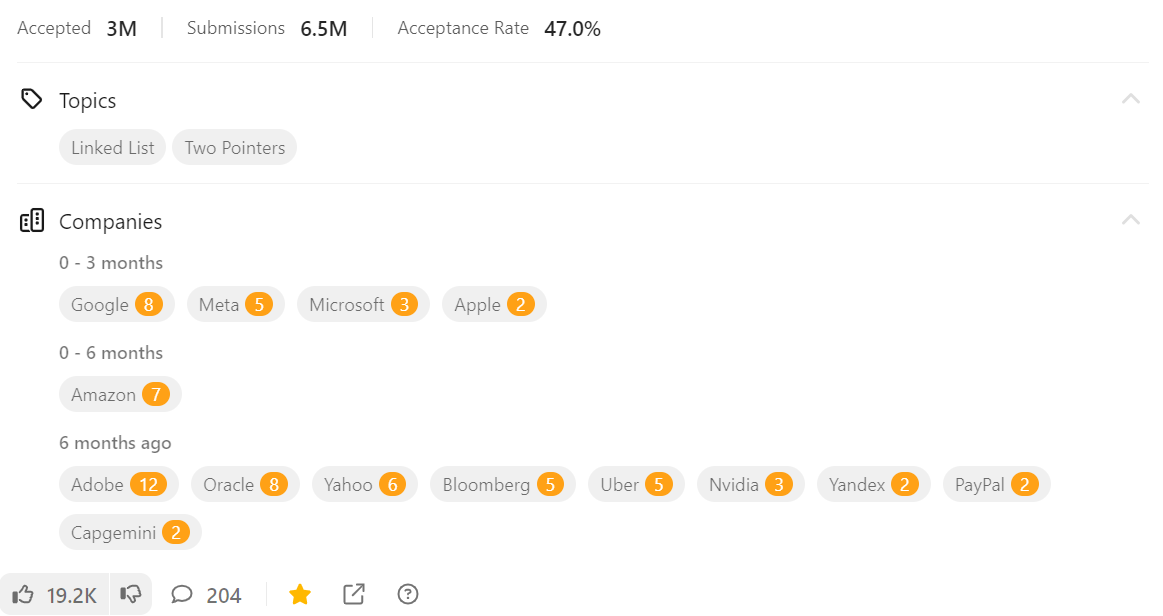 Accepted 3M Submissions 6.5M Acceptance Rate 47.0%
Topics
Linked List Two Pointers
Companies
0 - 3 months
Google 8 Meta 5 Microsoft 3 Apple 2
0 - 6 months
Amazon 7
6 months ago
Adobe 12 Oracle 8 Yahoo 6 Bloomberg 5 Uber 5 Nvidia 3 Yandex 2 PayPal 2
Capgemini 2
19.2K 204 ?